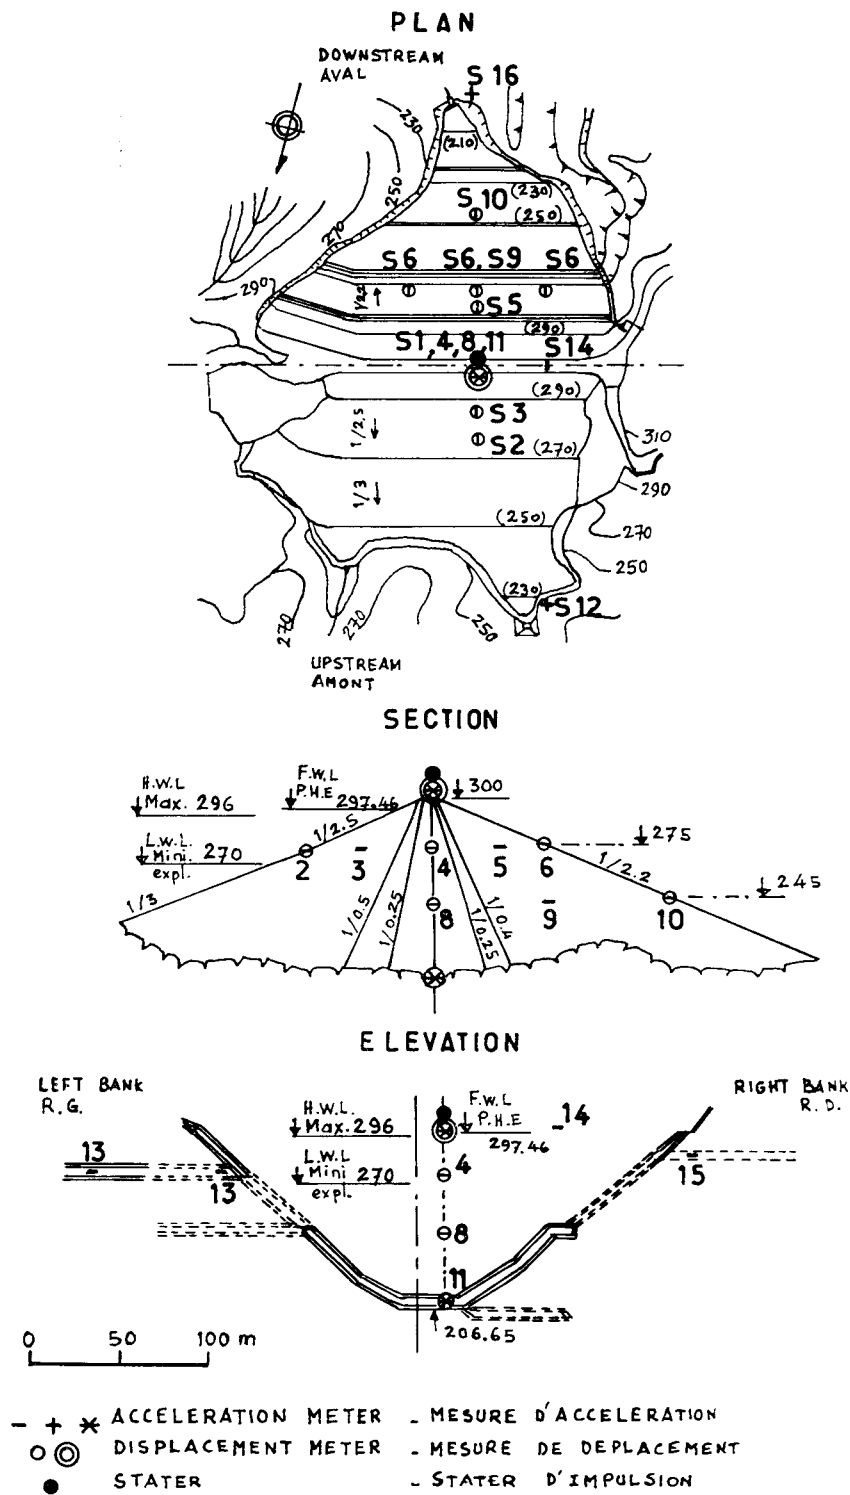 PLAN
DOWNSTREAM
AVAL
S 16
230
(210)
250
S 10
(230)
(250)
270
S6 S6, S9 S6
290
1/2.2
S5
(290)
S1, 4, 8, 11
S14
(290)
1/2.5
S3
S2
(270)
310
1/3
290
(250)
270
250
(230)
S12
270
270
250
UPSTREAM
AMONT
SECTION
H.W.L
Max. 296
F.W.L
P.H.E
297.46
300
L.W.L.
Mini. 270
expl.
1/2.5
275
2
3
4
5
6
1/2.2
245
1/3
1/0.5
1/0.25
8
1/0.25
1/0.4
9
10
ELEVATION
LEFT BANK
R.G.
RIGHT BANK
R.D.
H.W.L.
Max. 296
F.W.L
P.H.E
297.46
14
L.W.L
Mini 270
expl.
13
13
4
15
8
11
206.65
0 50 100 m
ACCELERATION METER - MESURE D'ACCELERATION
DISPLACEMENT METER - MESURE DE DEPLACEMENT
STATER - STATER D'IMPULSION